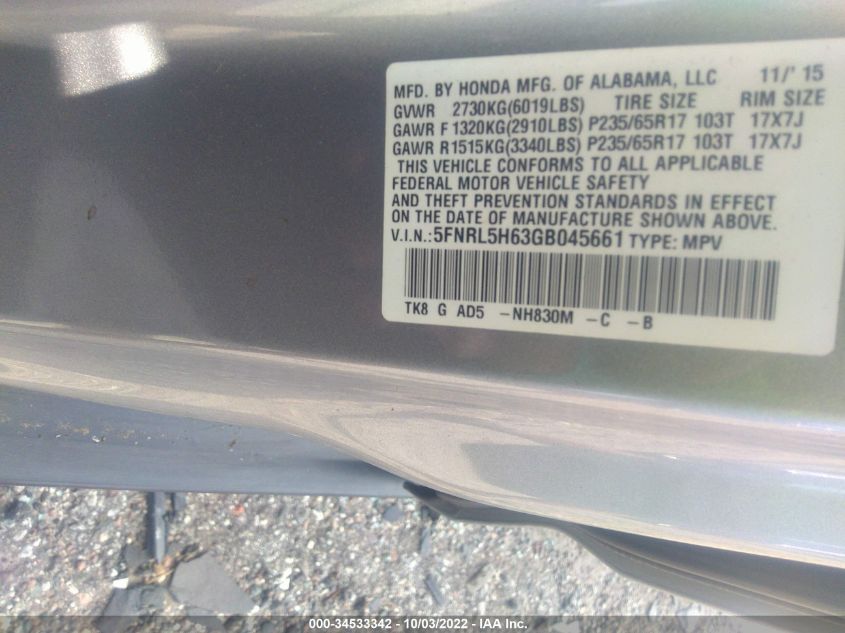 MFD. BY HONDA MFG. OF ALABAMA, LLC 11/'15
GVWR 2730KG(6019LBS) TIRE SIZE RIM SIZE
GAWR F 1320KG(2910LBS) P235/65R17 103T 17X7J
GAWR R1515KG(3340LBS) P235/65R17 103T 17X7J
THIS VEHICLE CONFORMS TO ALL APPLICABLE
FEDERAL MOTOR VEHICLE SAFETY
AND THEFT PREVENTION STANDARDS IN EFFECT
ON THE DATE OF MANUFACTURE SHOWN ABOVE.
V.I.N.:5FNRL5H63GB045661 TYPE: MPV
TK8 G AD5 -NH830M -C -B
000-34533342 - 10/03/2022 - IAA Inc.